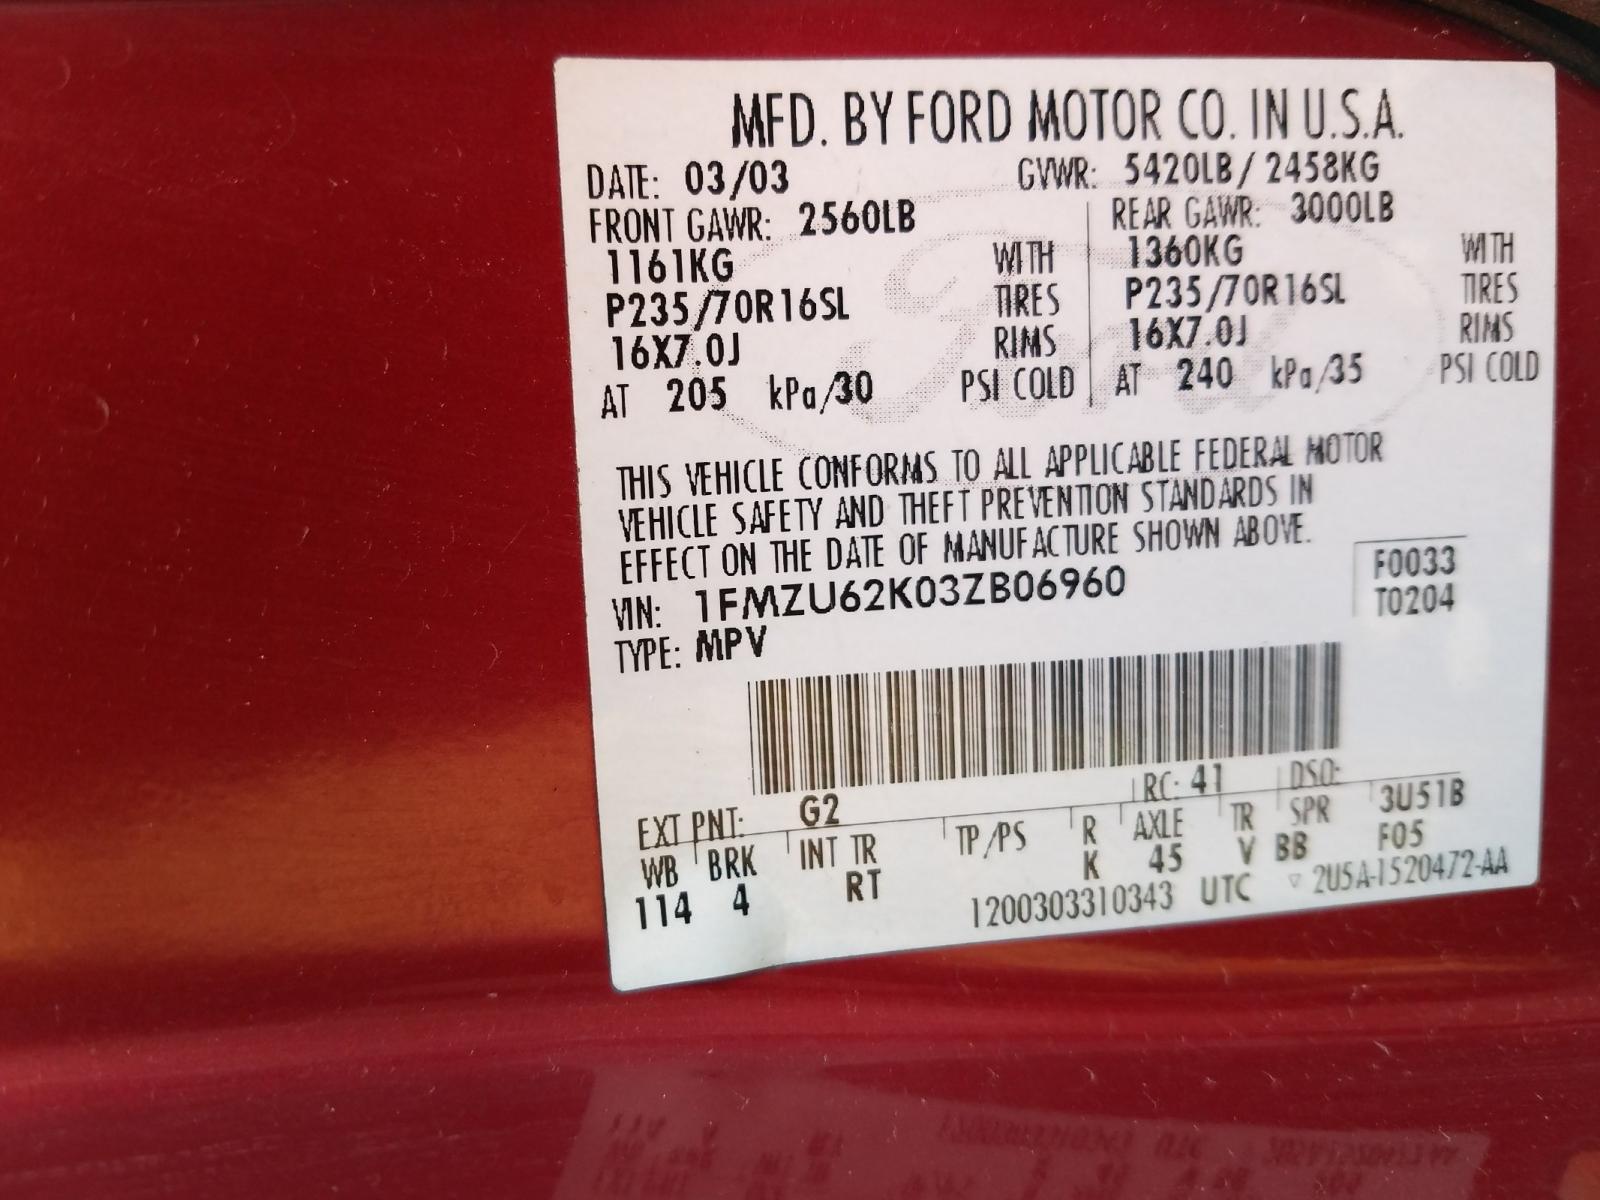 MFD. BY FORD MOTOR CO. IN U.S.A.
DATE: 03/03 GVWR: 5420LB / 2458KG
FRONT GAWR: 2560LB REAR GAWR: 3000LB
1161KG WITH 1360KG WITH
P235/70R16SL TIRES P235/70R16SL TIRES
16X7.0J RIMS 16X7.0J RIMS
AT 205 kPa/30 PSI COLD AT 240 kPa/35 PSI COLD
THIS VEHICLE CONFORMS TO ALL APPLICABLE FEDERAL MOTOR
VEHICLE SAFETY AND THEFT PREVENTION STANDARDS IN
EFFECT ON THE DATE OF MANUFACTURE SHOWN ABOVE.
F0033
VIN: 1FMZU62K03ZB06960 T0204
TYPE: MPV
EXT PNT: G2 RC: 41 DSO: 3U51B
WB BRK INT TR TP/PS R AXLE TR SPR F05
114 4 RT K 45 V BB
1200303310343 UTC ▽ 2U5A-1520472-AA